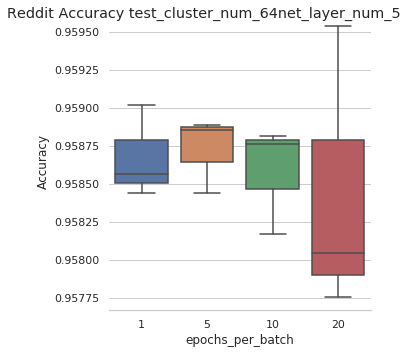 Reddit Accuracy test_cluster_num_64net_layer_num_5
0.95950
0.95925
0.95900
0.95875
0.95850
0.95825
0.95800
0.95775
Accuracy
1 5 10 20
epochs_per_batch